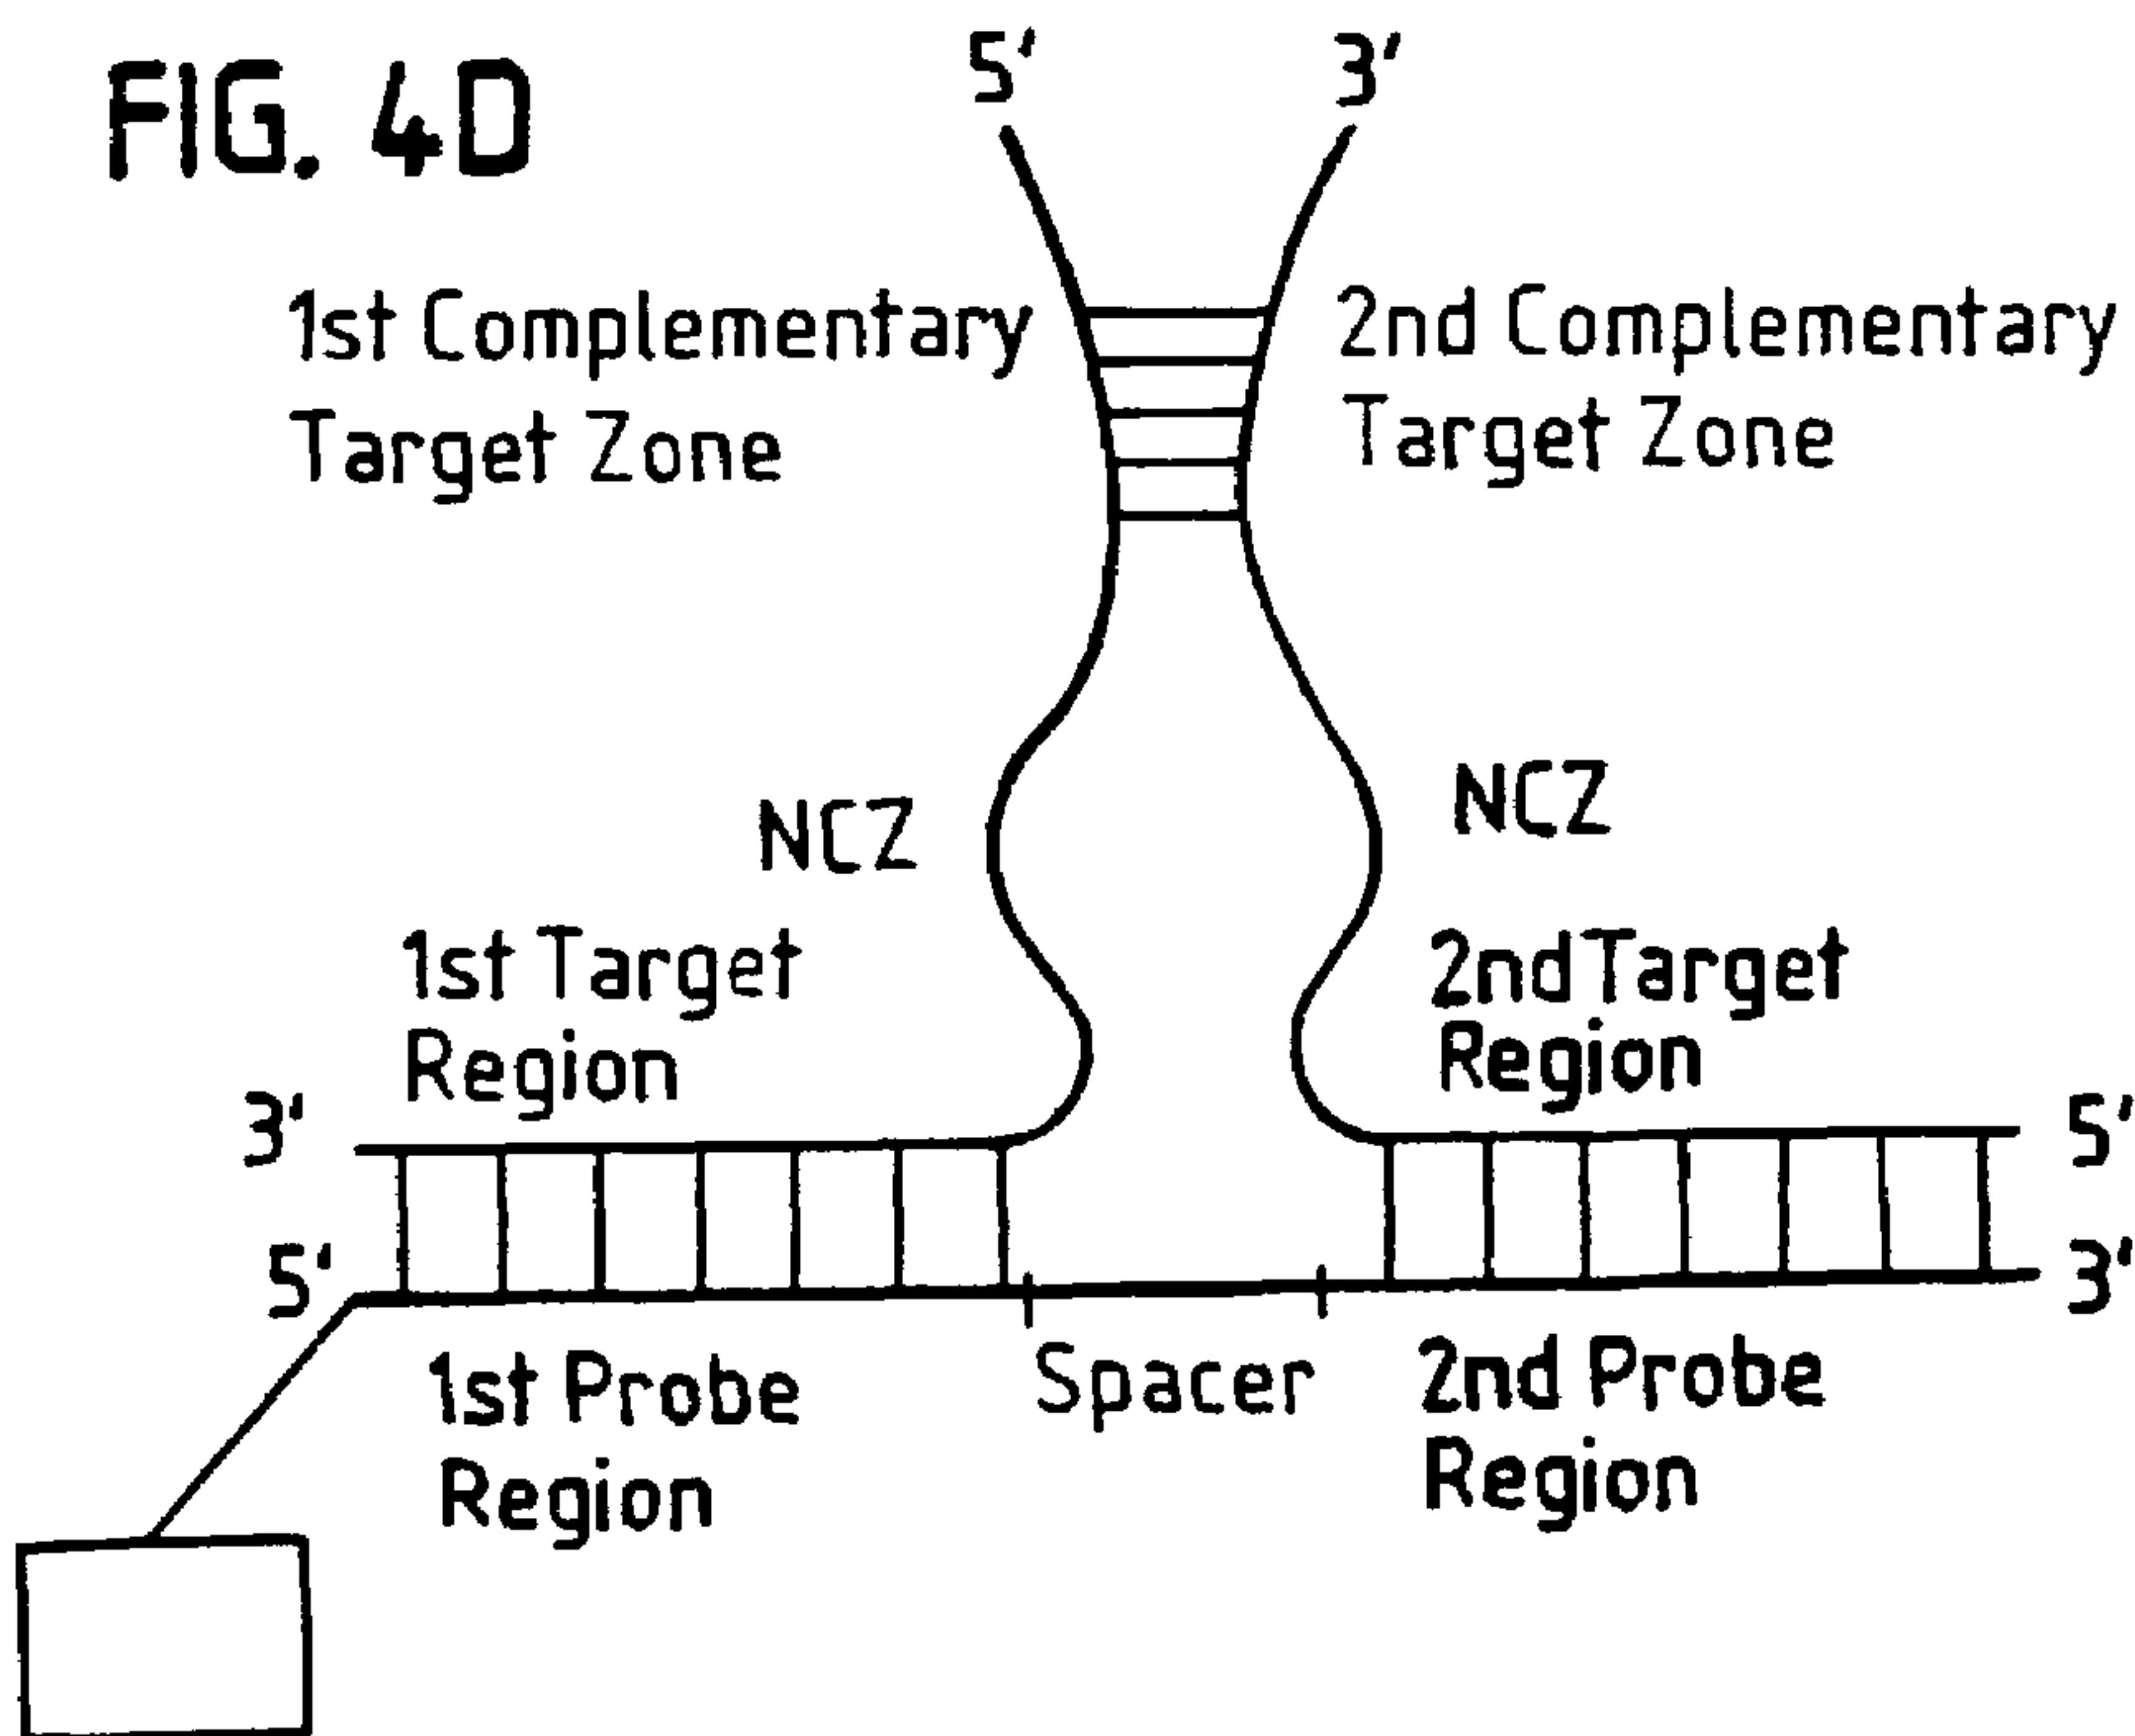 FIG. 4D
5' 3'
1st Complementary
Target Zone
2nd Complementary
Target Zone
NCZ
NCZ
1st Target
Region
2nd Target
Region
3'
5'
5'
3'
1st Probe
Region
Spacer
2nd Probe
Region